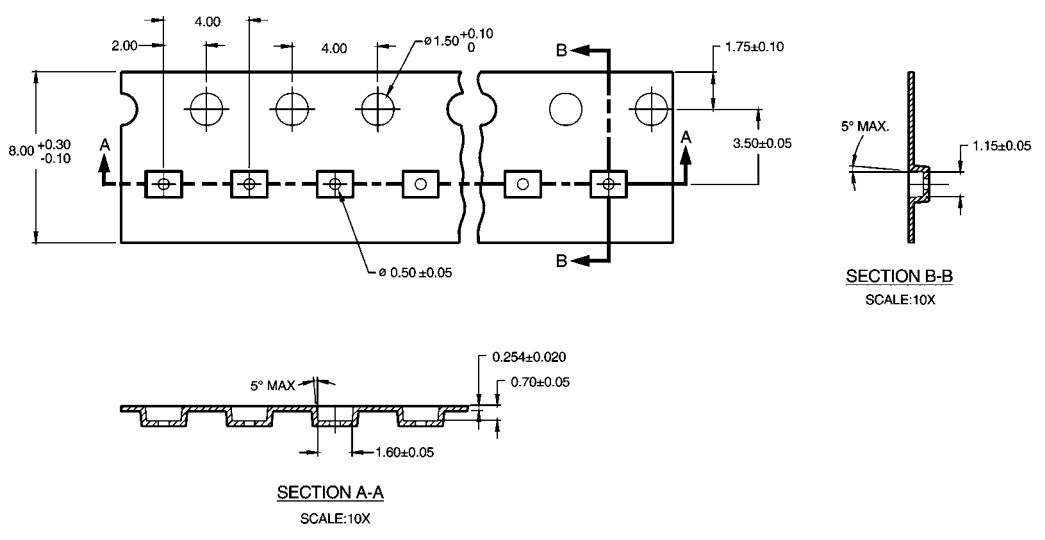 4.00
2.00
4.00
ø1.50 +0.10
0
B
1.75±0.10
8.00 +0.30
-0.10
A
A
3.50±0.05
5° MAX.
1.15±0.05
B
ø 0.50 ±0.05
SECTION B-B
SCALE:10X
0.254±0.020
5° MAX
0.70±0.05
1.60±0.05
SECTION A-A
SCALE:10X